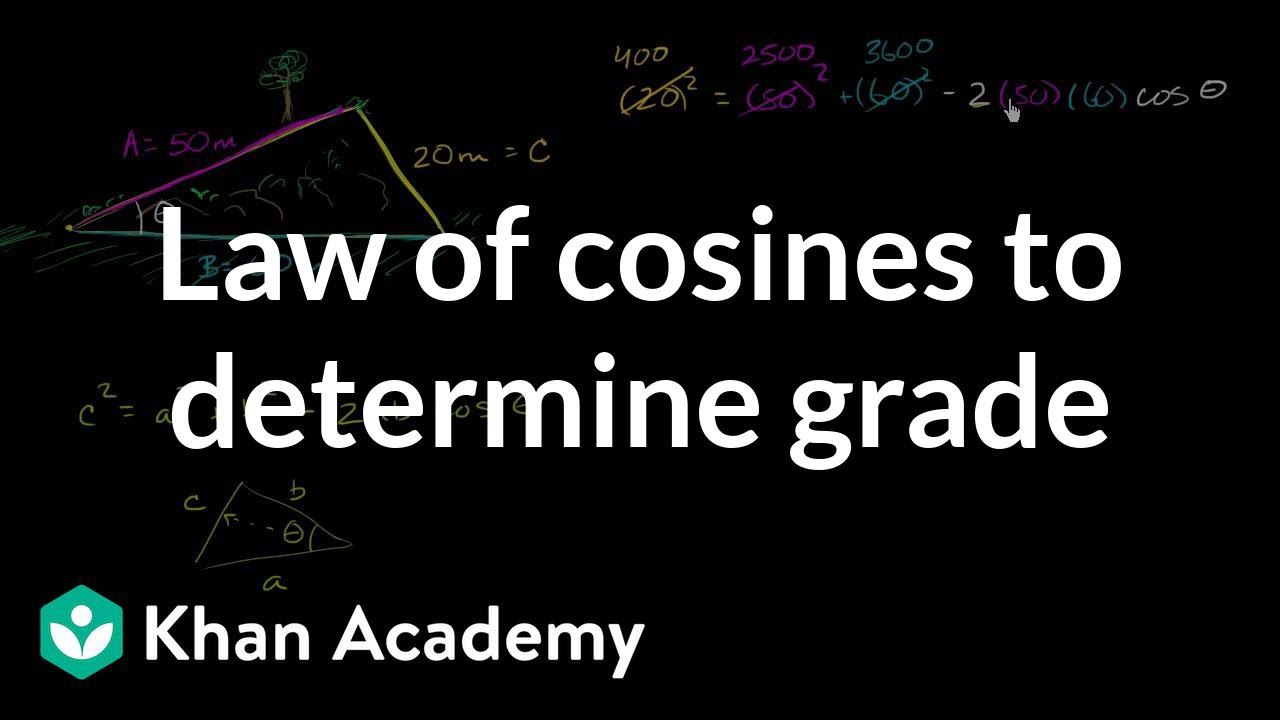 400 2500 3600
(20)² = (50)² + (60)² - 2 (50) (60) cos θ
A = 50m
20m = C
θ
Law of cosines to
B =
determine grade
c² = a
c b
θ
a
Khan Academy